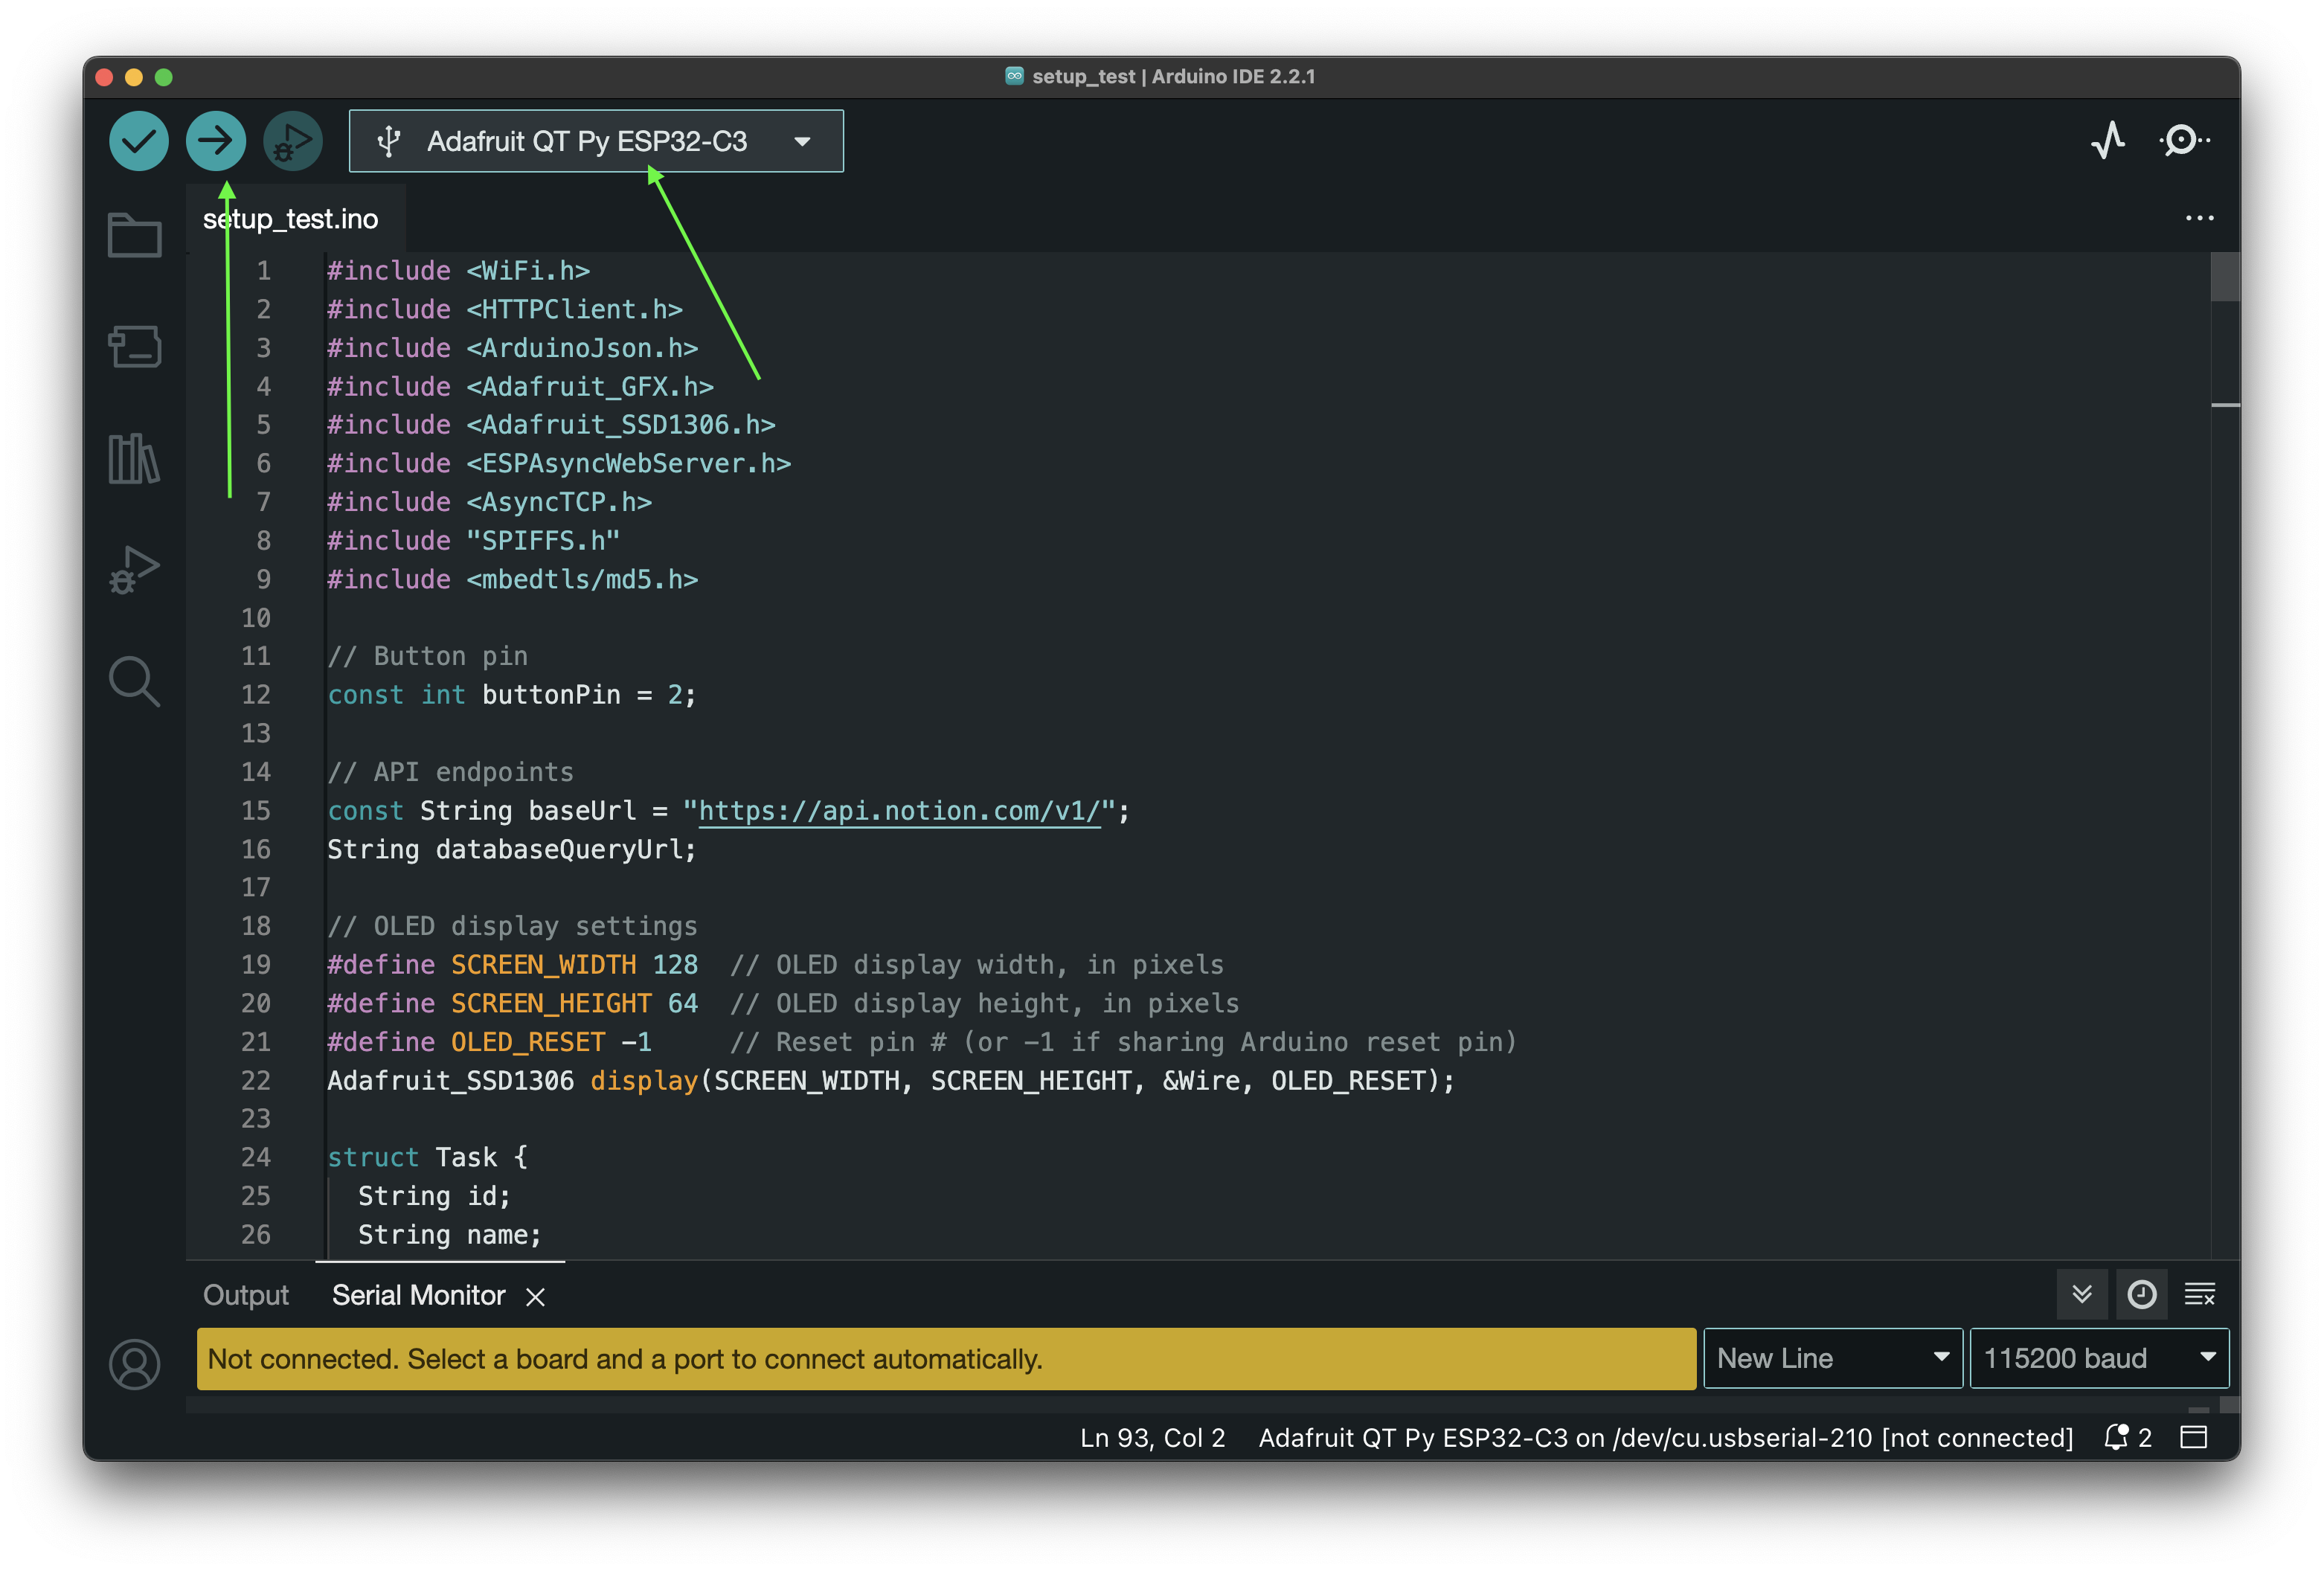 setup_test | Arduino IDE 2.2.1
Adafruit QT Py ESP32-C3
setup_test.ino
1 #include <WiFi.h>
2 #include <HTTPClient.h>
3 #include <ArduinoJson.h>
4 #include <Adafruit_GFX.h>
5 #include <Adafruit_SSD1306.h>
6 #include <ESPAsyncWebServer.h>
7 #include <AsyncTCP.h>
8 #include "SPIFFS.h"
9 #include <mbedtls/md5.h>
10
11 // Button pin
12 const int buttonPin = 2;
13
14 // API endpoints
15 const String baseUrl = "https://api.notion.com/v1/";
16 String databaseQueryUrl;
17
18 // OLED display settings
19 #define SCREEN_WIDTH 128  // OLED display width, in pixels
20 #define SCREEN_HEIGHT 64  // OLED display height, in pixels
21 #define OLED_RESET -1     // Reset pin # (or -1 if sharing Arduino reset pin)
22 Adafruit_SSD1306 display(SCREEN_WIDTH, SCREEN_HEIGHT, &Wire, OLED_RESET);
23
24 struct Task {
25   String id;
26   String name;
Output Serial Monitor
Not connected. Select a board and a port to connect automatically. New Line 115200 baud
Ln 93, Col 2 Adafruit QT Py ESP32-C3 on /dev/cu.usbserial-210 [not connected] 2